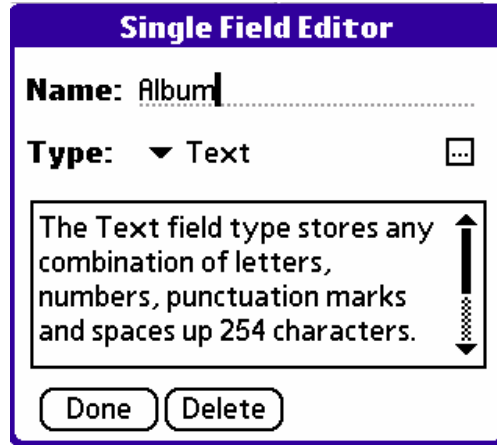 Single Field Editor
Name: Album
Type: Text ...
The Text field type stores any
combination of letters,
numbers, punctuation marks
and spaces up 254 characters.
Done Delete